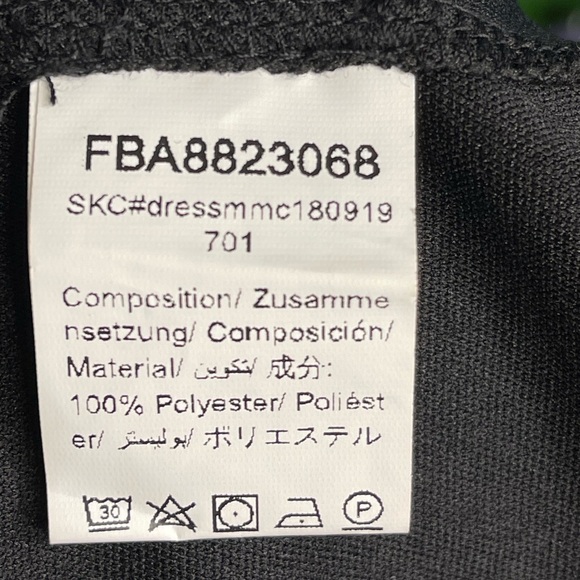 FBA8823068
SKC#dressmmc180919
701
Composition/ Zusamme
nsetzung/ Composición/
Material/ تكوين/ 成分:
100% Polyester/ Poliést
er/ بوليستر/ ポリエステル
30
P